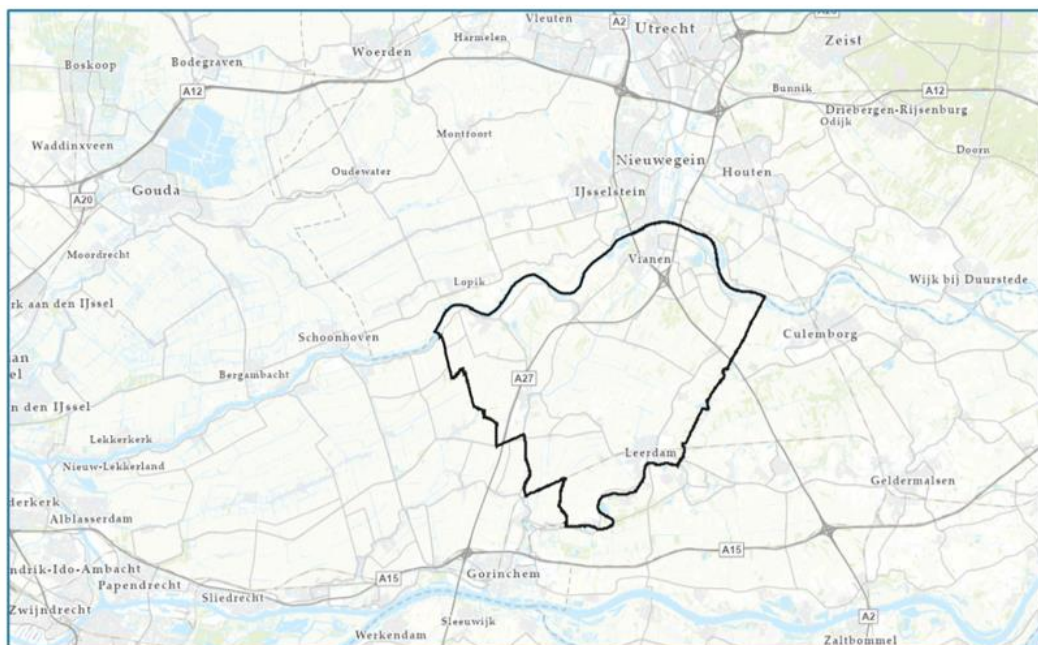 Vleuten
A2
Utrecht
A28
Harmelen
Woerden
Zeist
Boskoop
Bodegraven
A12
Bunnik
A12
Driebergen-Rijsenburg
Odijk
Montfoort
Waddinxveen
Doorn
Nieuwegein
Oudewater
Houten
Gouda
IJsselstein
A20
Moordrecht
Vianen
Lopik
Wijk bij Duurstede
rk aan den IJssel
Schoonhoven
Culemborg
an
el
Bergambacht
A27
n den IJssel
Lekkerkerk
Leerdam
Nieuw-Lekkerland
Geldermalsen
derkerk
Alblasserdam
A15
ndrik-Ido-Ambacht
Gorinchem
A15
Papendrecht
Sliedrecht
Zwijndrecht
A2
Sleeuwijk
Werkendam
Zaltbommel